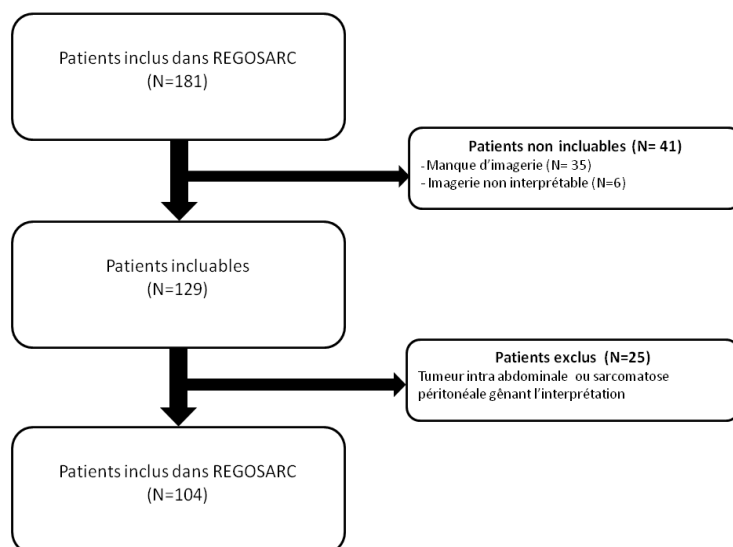 Patients inclus dans REGOSARC
(N=181)
Patients non incluables (N= 41)
- Manque d'imagerie (N= 35)
- Imagerie non interprétable (N=6)
Patients incluables
(N=129)
Patients exclus (N=25)
Tumeur intra abdominale ou sarcomatose
péritonéale gênant l'interprétation
Patients inclus dans REGOSARC
(N=104)